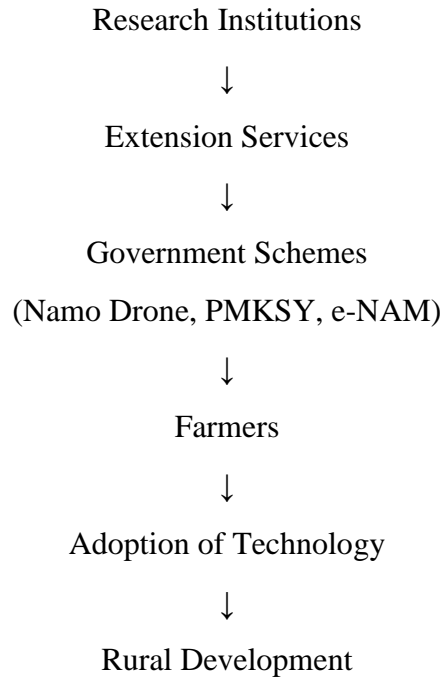 Research Institutions
↓
Extension Services
↓
Government Schemes
(Namo Drone, PMKSY, e-NAM)
↓
Farmers
↓
Adoption of Technology
↓
Rural Development